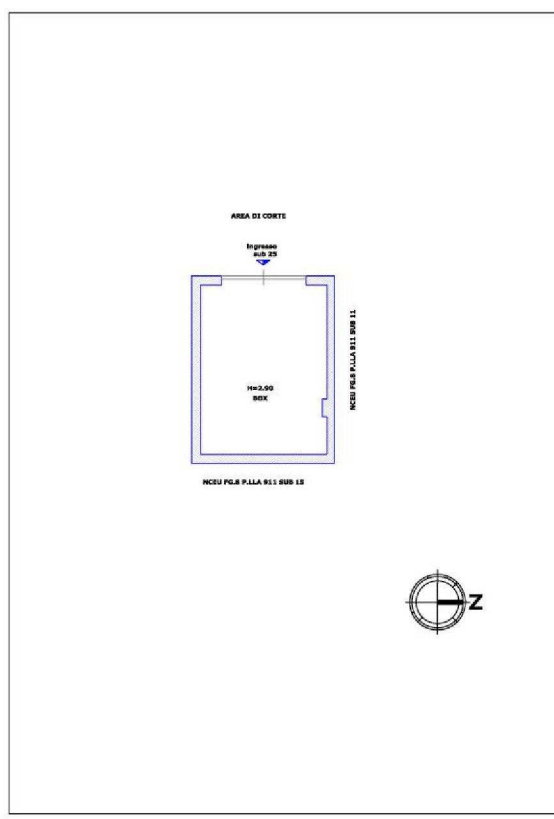 AREA DI CORTE
Ingresso
sub 25
NCEU FG.8 P.LLA 911 SUB 11
H=2.90
BOX
NCEU FG.8 P.LLA 911 SUB 15
N